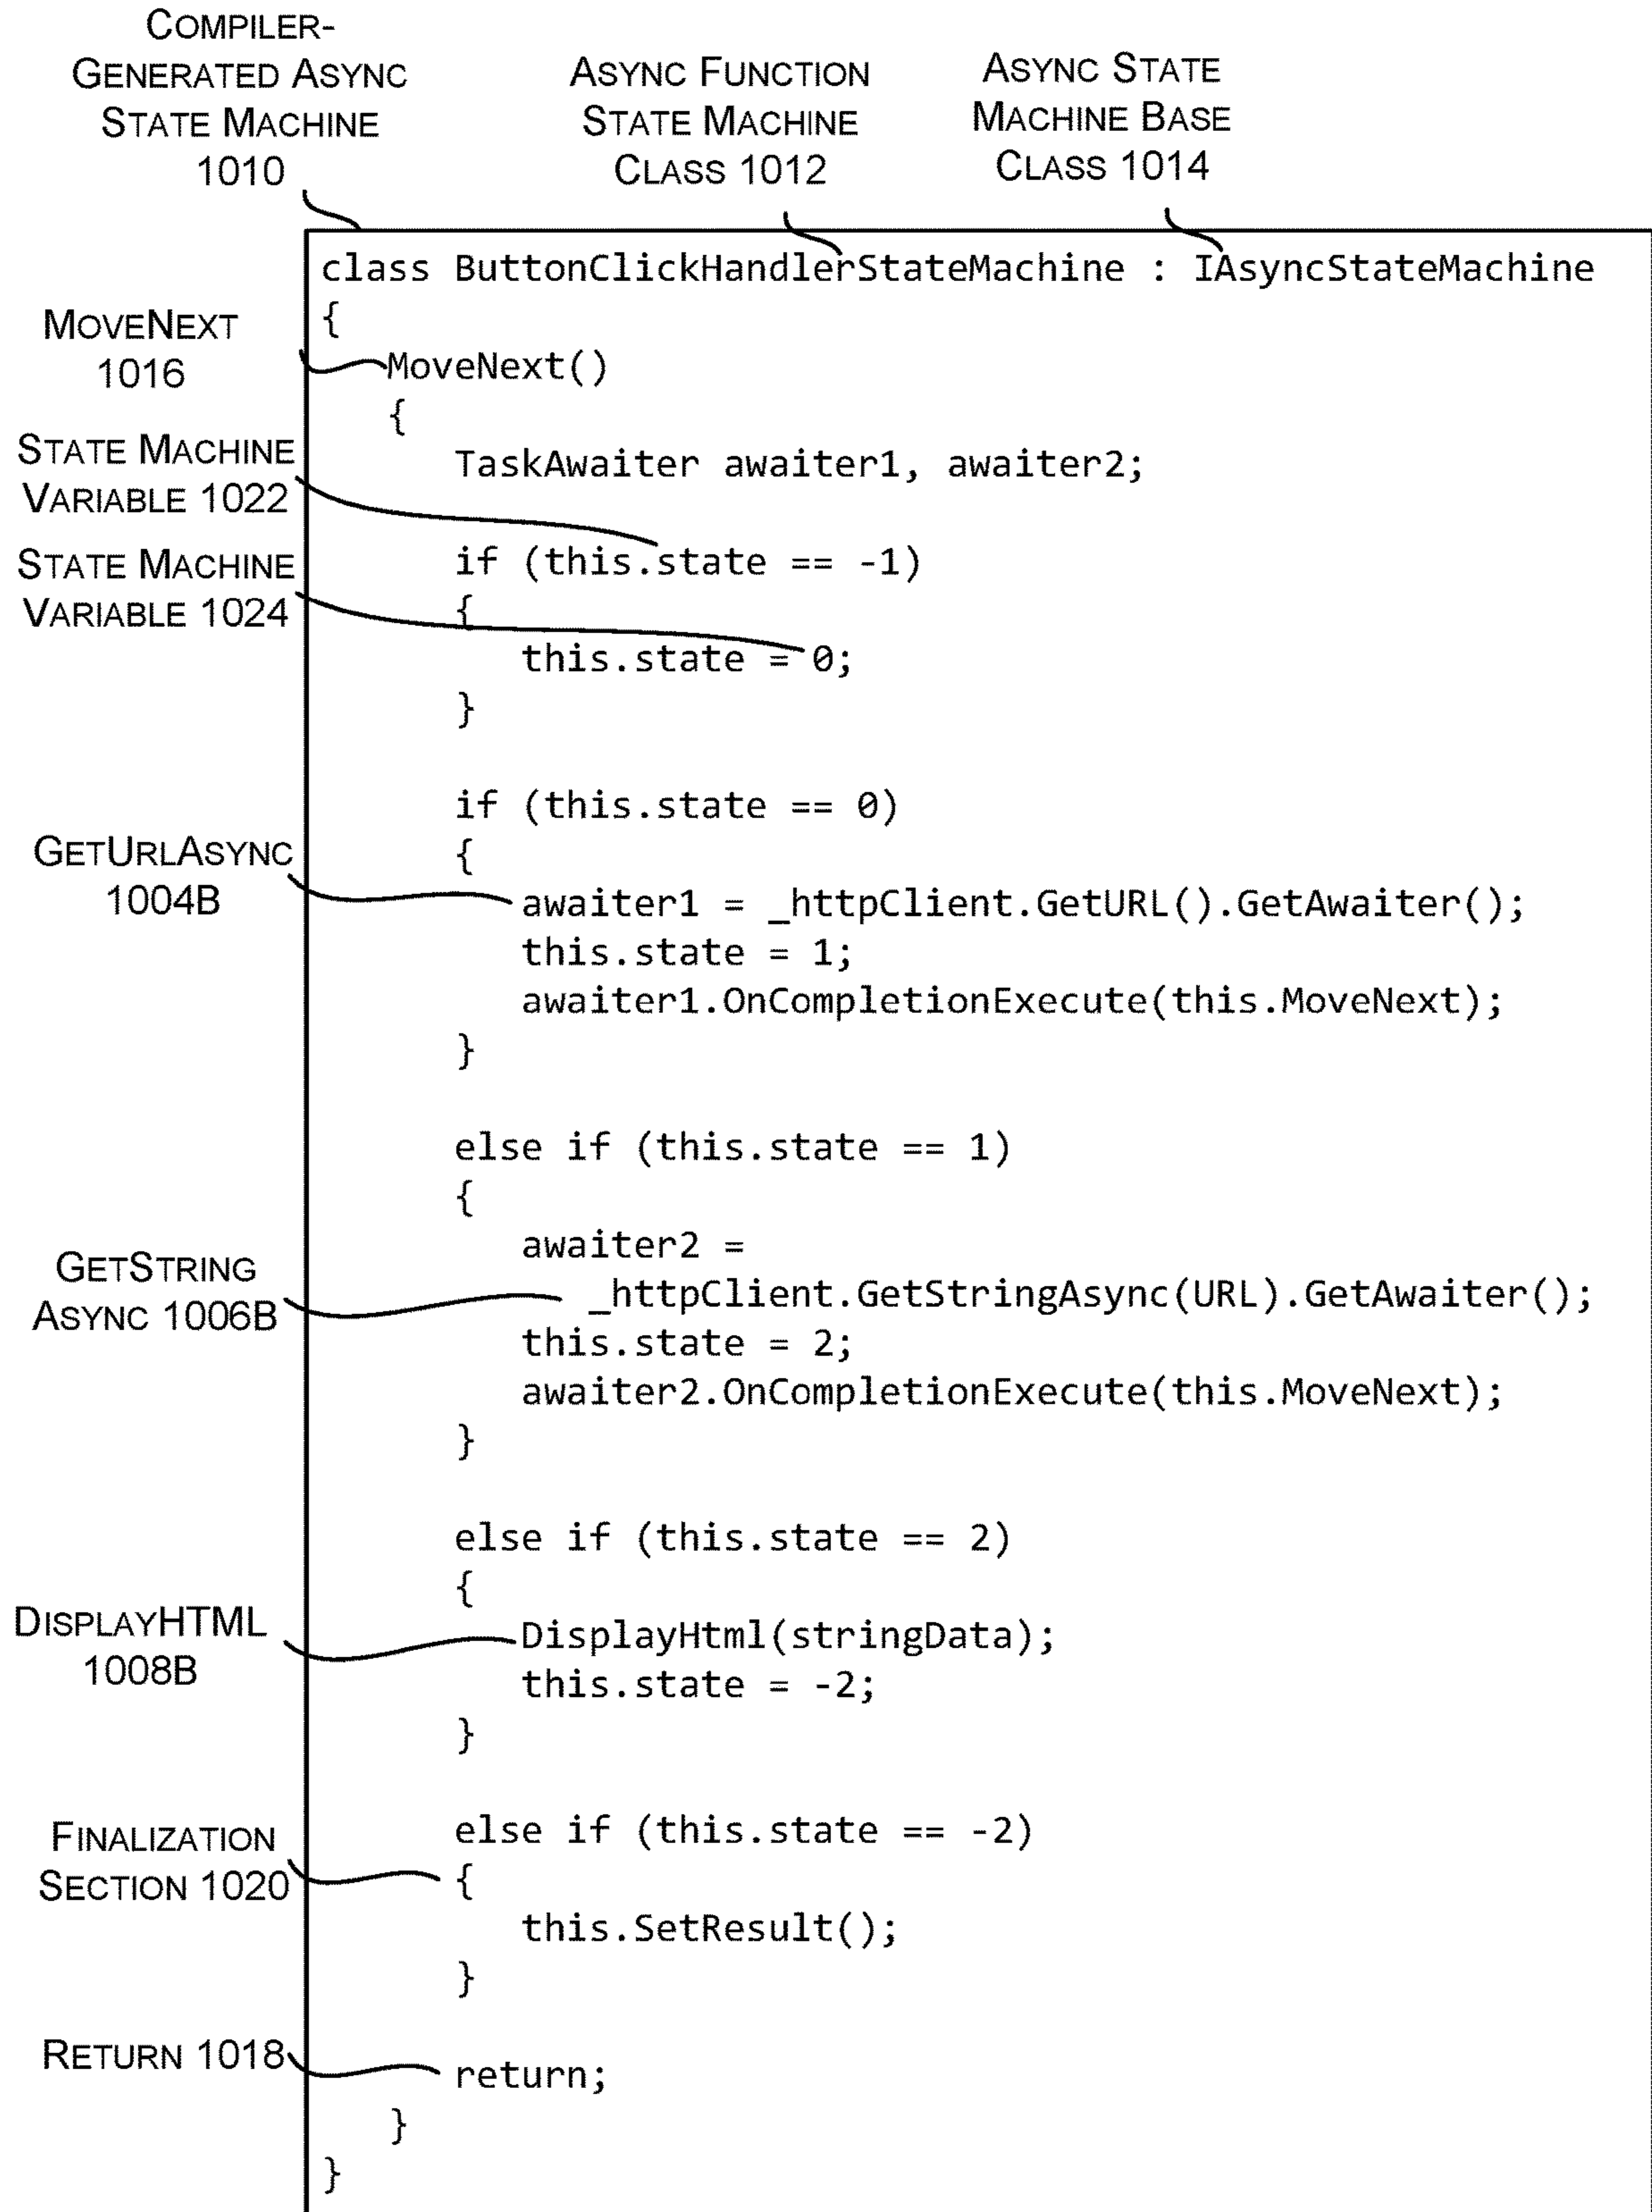 COMPILER-
GENERATED ASYNC
STATE MACHINE
1010
ASYNC FUNCTION
STATE MACHINE
CLASS 1012
ASYNC STATE
MACHINE BASE
CLASS 1014
class ButtonClickHandlerStateMachine : IAsyncStateMachine
{
MOVENEXT
1016
MoveNext()
{
STATE MACHINE
VARIABLE 1022
TaskAwaiter awaiter1, awaiter2;
STATE MACHINE
VARIABLE 1024
if (this.state == -1)
{
this.state = 0;
}
if (this.state == 0)
{
GETURLASYNC
1004B
awaiter1 = _httpClient.GetURL().GetAwaiter();
this.state = 1;
awaiter1.OnCompletionExecute(this.MoveNext);
}
else if (this.state == 1)
{
awaiter2 =
GETSTRING
ASYNC 1006B
_httpClient.GetStringAsync(URL).GetAwaiter();
this.state = 2;
awaiter2.OnCompletionExecute(this.MoveNext);
}
else if (this.state == 2)
{
DISPLAYHTML
1008B
DisplayHtml(stringData);
this.state = -2;
}
else if (this.state == -2)
FINALIZATION
SECTION 1020
{
this.SetResult();
}
RETURN 1018
return;
}
}